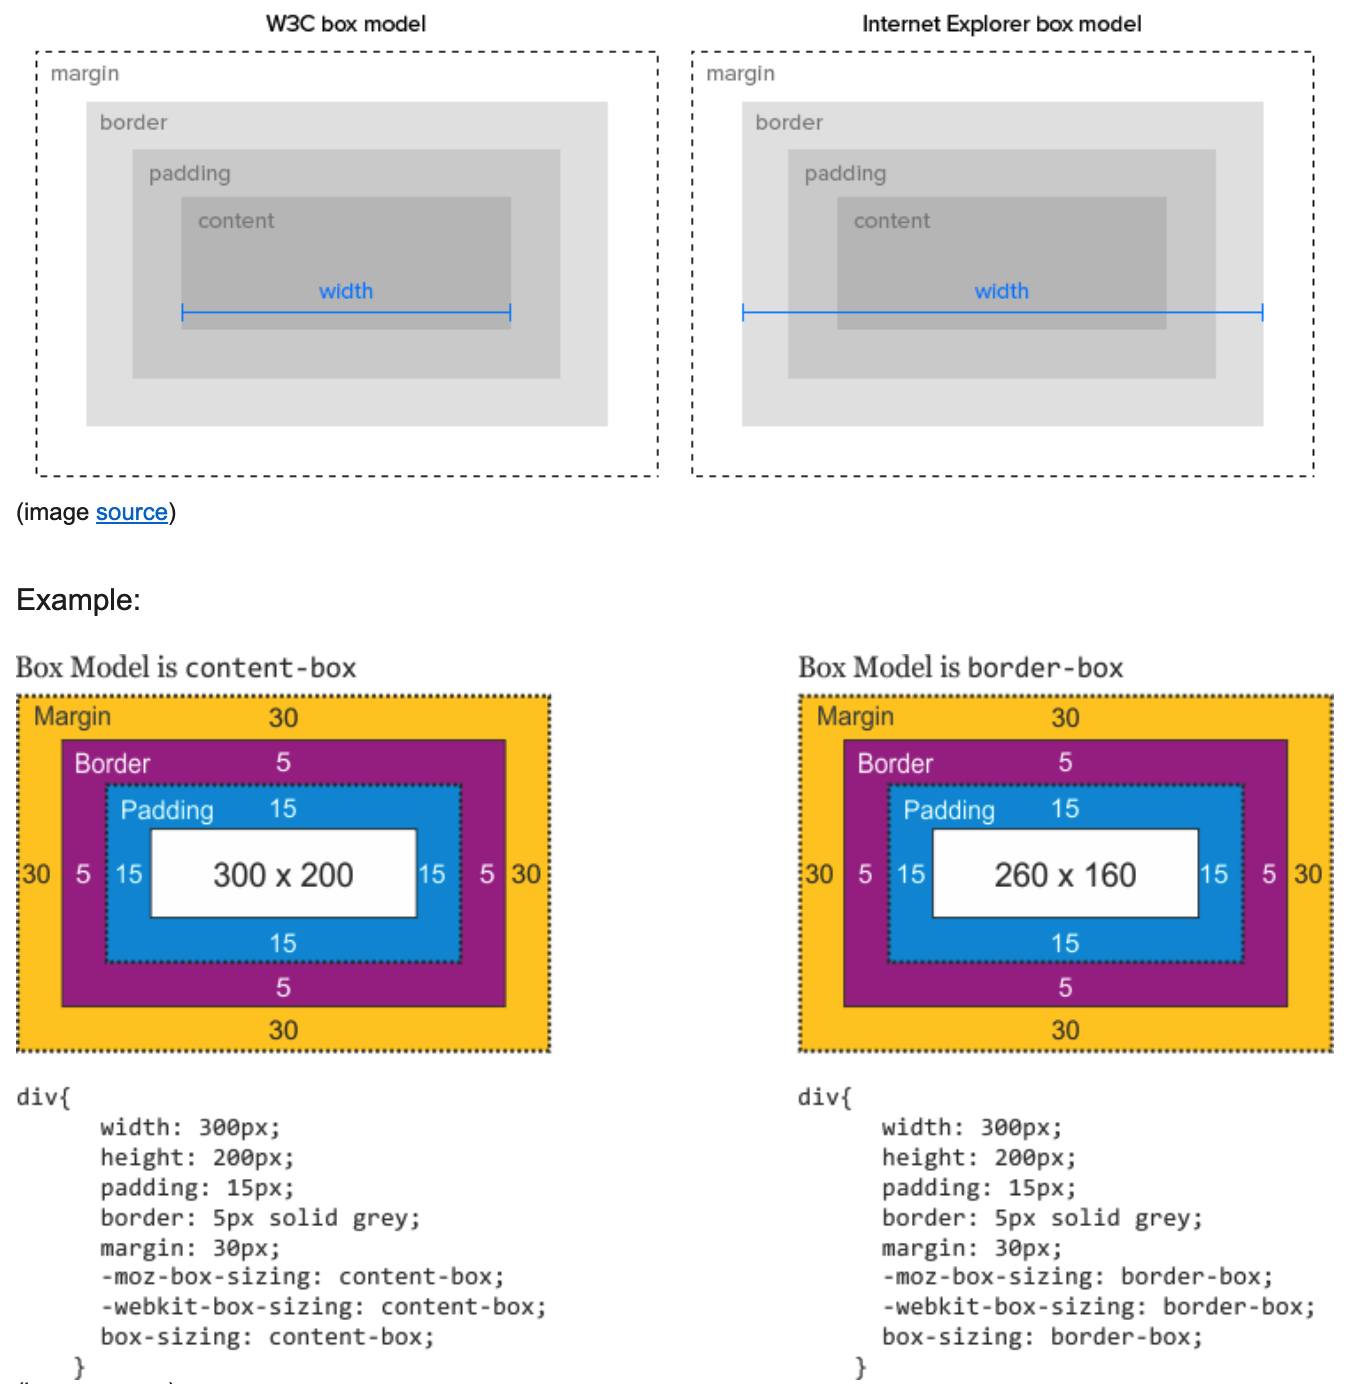 W3C box model
margin
border
padding
content
width
Internet Explorer box model
margin
border
padding
content
width
(image source)
Example:
Box Model is content-box
Margin 30
Border 5
Padding 15
30 5 15 300 x 200 15 5 30
15
5
30
div{
width: 300px;
height: 200px;
padding: 15px;
border: 5px solid grey;
margin: 30px;
-moz-box-sizing: content-box;
-webkit-box-sizing: content-box;
box-sizing: content-box;
}
Box Model is border-box
Margin 30
Border 5
Padding 15
30 5 15 260 x 160 15 5 30
15
5
30
div{
width: 300px;
height: 200px;
padding: 15px;
border: 5px solid grey;
margin: 30px;
-moz-box-sizing: border-box;
-webkit-box-sizing: border-box;
box-sizing: border-box;
}